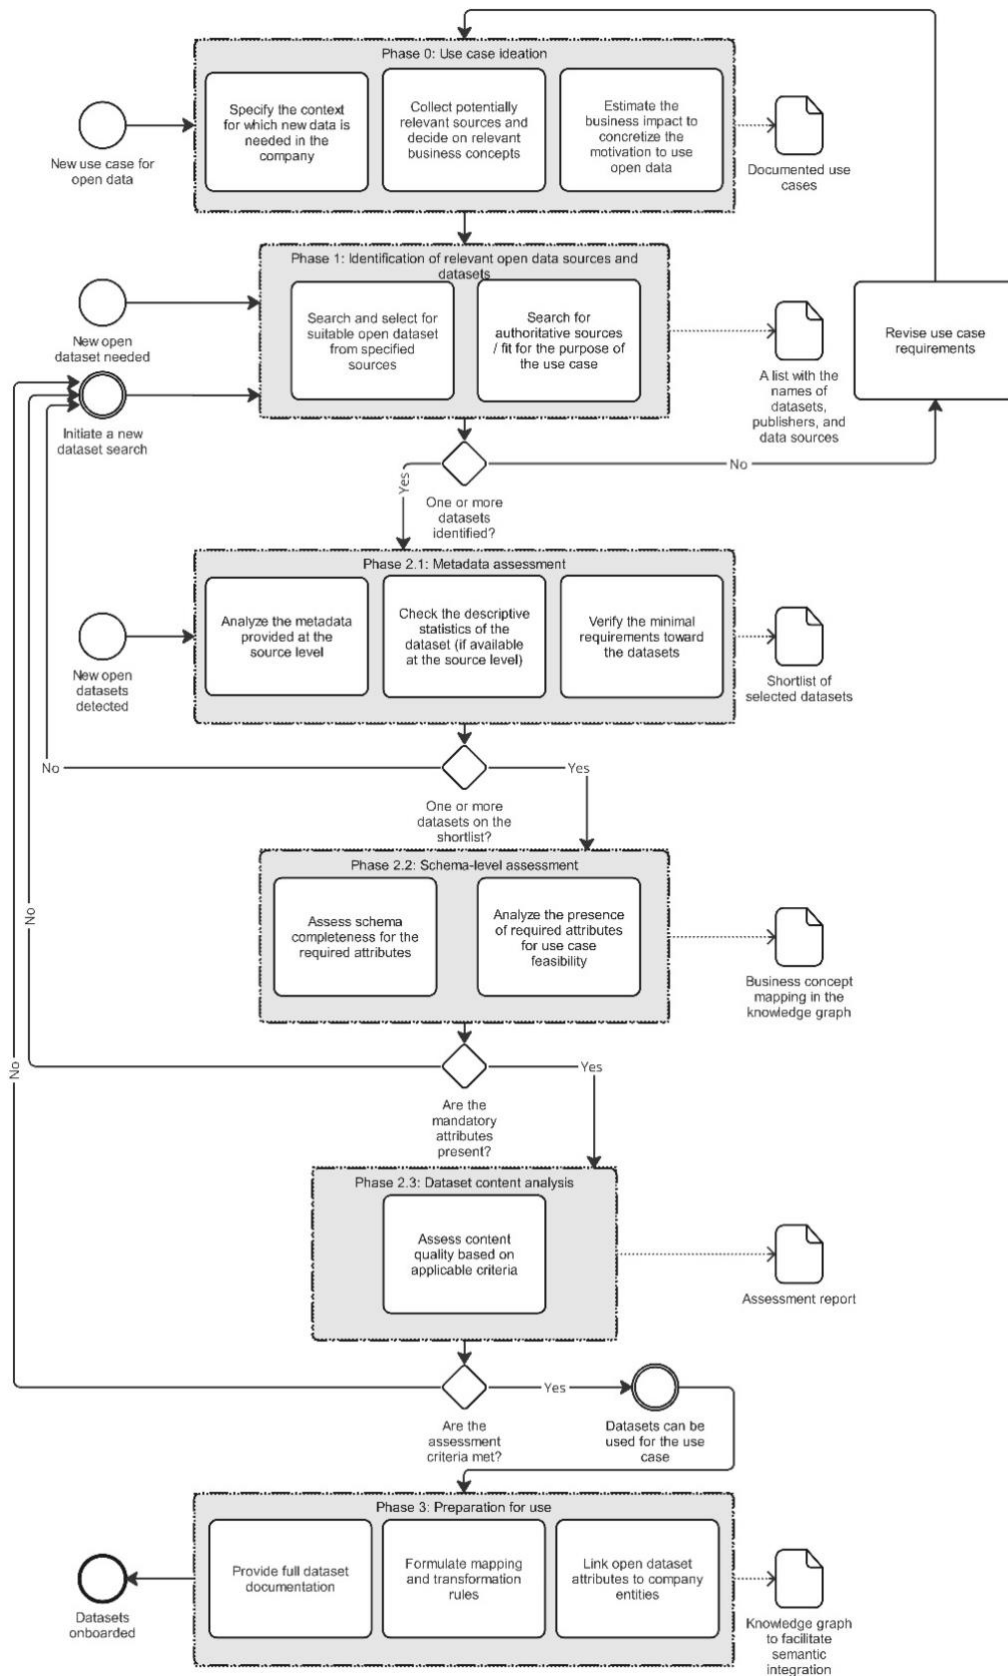 Phase 0: Use case ideation
Specify the context
for which new data is
needed in the
company
Collect potentially
relevant sources and
decide on relevant
business concepts
Estimate the
business impact to
concretize the
motivation to use
open data
New use case for
open data
Documented use
cases
Phase 1: Identification of relevant open data sources and
datasets
Search and select for
suitable open dataset
from specified
sources
Search for
authoritative sources
/ fit for the purpose of
the use case
New open
dataset needed
Initiate a new
dataset search
A list with the
names of
datasets,
publishers, and
data sources
Revise use case
requirements
One or more
datasets
identified?
Yes
No
Phase 2.1: Metadata assessment
Analyze the metadata
provided at the
source level
Check the descriptive
statistics of the
dataset (if available
at the source level)
Verify the minimal
requirements toward
the datasets
New open
datasets
detected
Shortlist of
selected datasets
No
Yes
One or more
datasets on the
shortlist?
Phase 2.2: Schema-level assessment
Assess schema
completeness for the
required attributes
Analyze the presence
of required attributes
for use case
feasibility
Business concept
mapping in the
knowledge graph
No
Yes
Are the
mandatory
attributes
present?
Phase 2.3: Dataset content analysis
Assess content
quality based on
applicable criteria
Assessment report
No
Yes
Are the
assessment
criteria met?
Datasets can be
used for the use
case
Phase 3: Preparation for use
Provide full dataset
documentation
Formulate mapping
and transformation
rules
Link open dataset
attributes to company
entities
Datasets
onboarded
Knowledge graph
to facilitate
semantic
integration